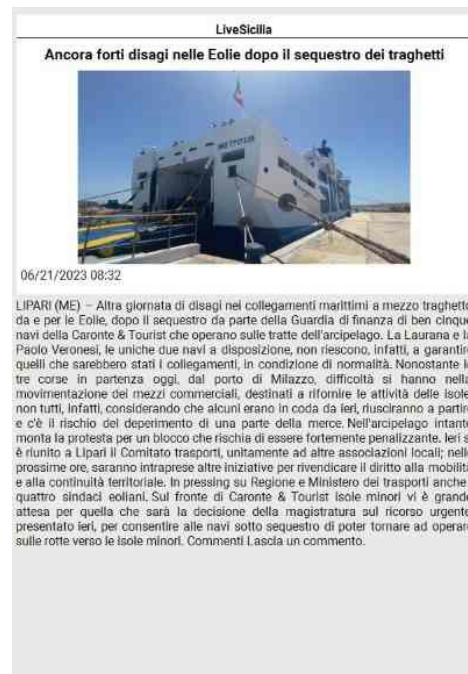 LiveSicilia
Ancora forti disagi nelle Eolie dopo il sequestro dei traghetti
06/21/2023 08:32
LIPARI (ME) – Altra giornata di disagi nei collegamenti marittimi a mezzo traghetto
da e per le Eolie, dopo il sequestro da parte della Guardia di finanza di ben cinque
navi della Caronte & Tourist che operano sulle tratte dell'arcipelago. La Laurana e la
Paolo Veronesi, le uniche due navi a disposizione, non riescono, infatti, a garantire
quelli che sarebbero stati i collegamenti, in condizione di normalità. Nonostante le
tre corse in partenza oggi, dal porto di Milazzo, difficoltà si hanno nella
movimentazione dei mezzi commerciali, destinati a rifornire le attività delle isole:
non tutti, infatti, considerando che alcuni erano in coda da ieri, riusciranno a partire
e c'è il rischio del deperimento di una parte della merce. Nell'arcipelago intanto
monta la protesta per un blocco che rischia di essere fortemente penalizzante. Ieri si
è riunito a Lipari il Comitato trasporti, unitamente ad altre associazioni locali; nelle
prossime ore, saranno intraprese altre iniziative per rivendicare il diritto alla mobilità
e alla continuità territoriale. In pressing su Regione e Ministero dei trasporti anche i
quattro sindaci eoliani. Sul fronte di Caronte & Tourist isole minori vi è grande
attesa per quella che sarà la decisione della magistratura sul ricorso urgente,
presentato ieri, per consentire alle navi sotto sequestro di poter tornare ad operare
sulle rotte verso le isole minori. Commenti Lascia un commento.